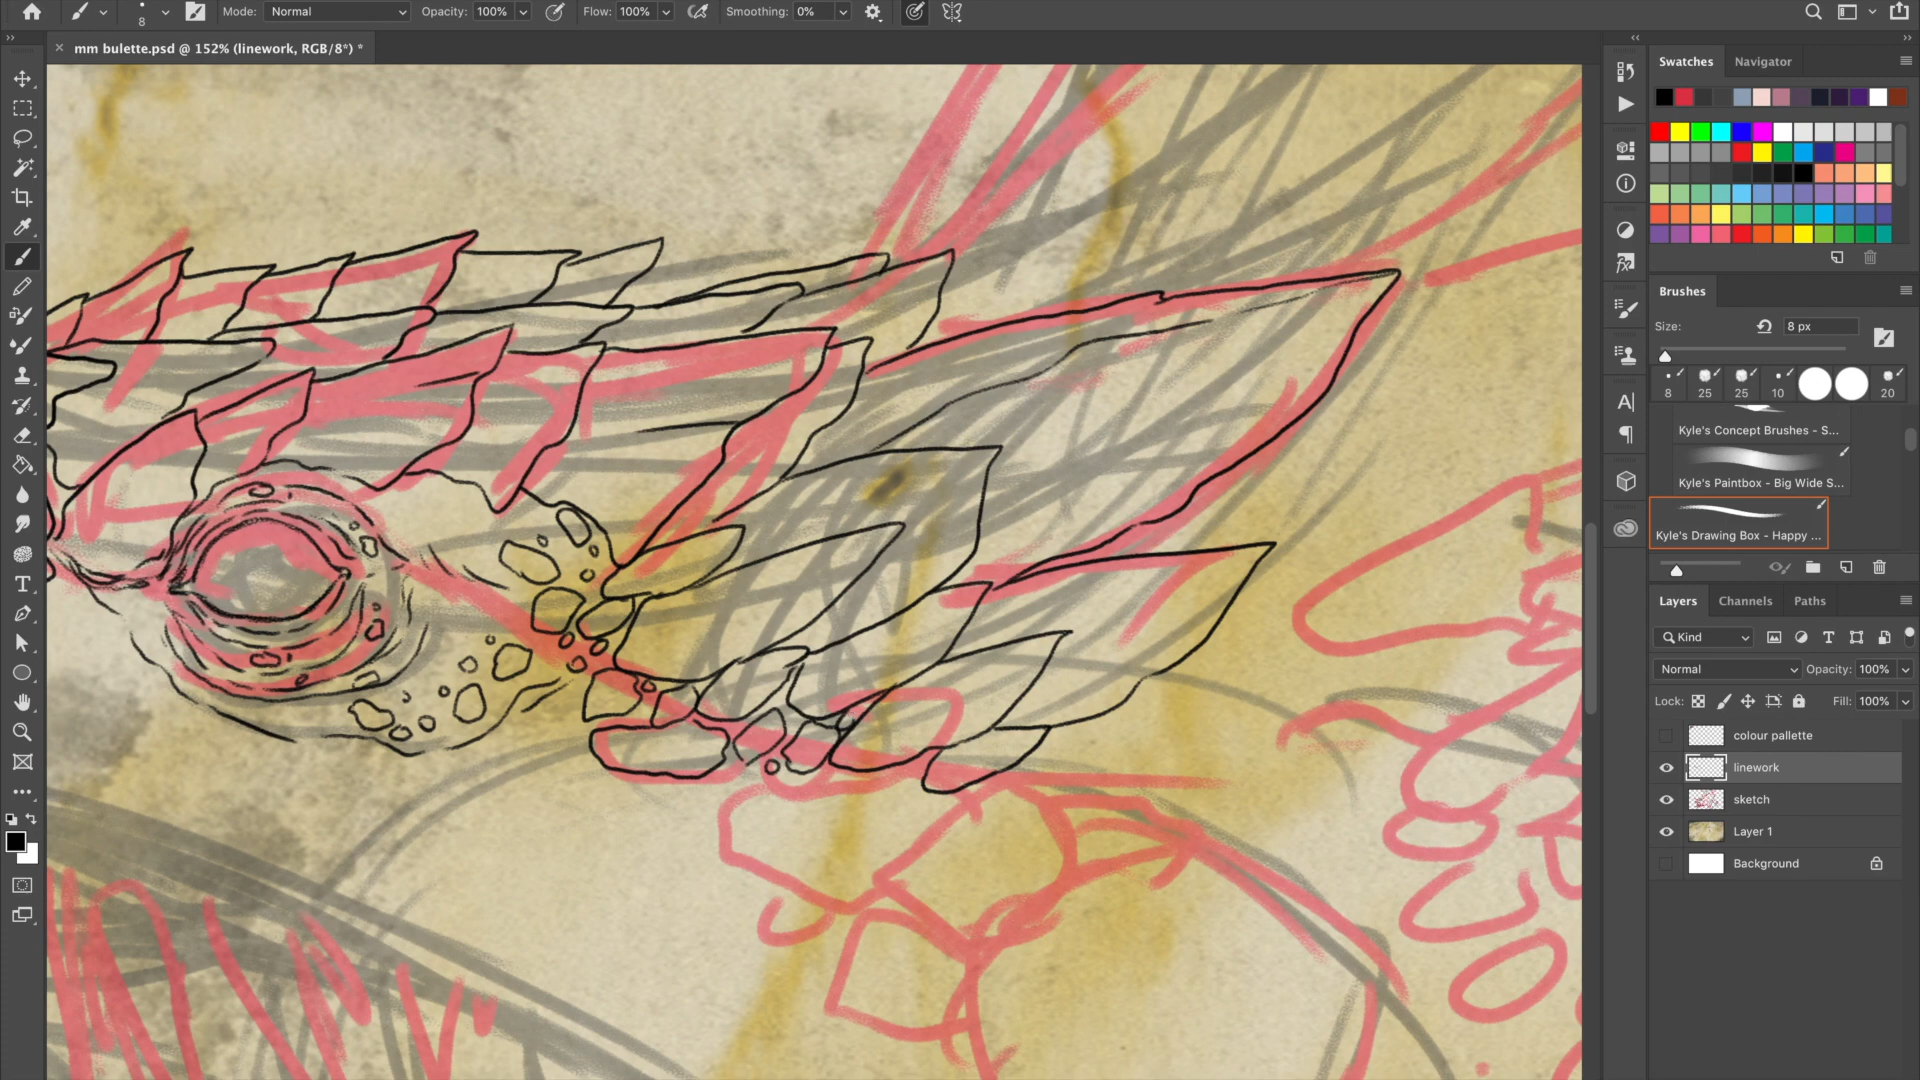 Mode: Normal Opacity: 100% Flow: 100% Smoothing: 0%
8
mm bulette.psd @ 152% (linework, RGB/8*) *
Swatches Navigator
Brushes
Size: 8 px
8 25 25 10 20
Kyle's Concept Brushes - S...
Kyle's Paintbox - Big Wide S...
Kyle's Drawing Box - Happy ...
Layers Channels Paths
Kind
Normal Opacity: 100%
Lock: Fill: 100%
colour pallette
linework
sketch
Layer 1
Background